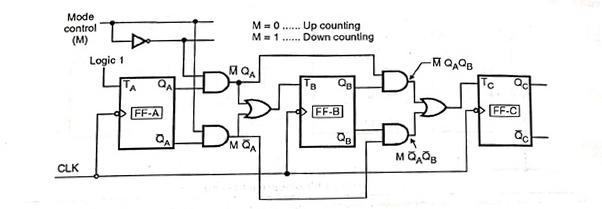 Mode
control
(M)
M = 0 ...... Up counting
M = 1 ...... Down counting
Logic 1
M̅ Q_A
M̅ Q_A Q_B
T_A
Q_A
FF-A
Q̅_A
M Q̅_A
T_B
Q_B
FF-B
Q̅_B
M Q̅_A Q̅_B
T_C
Q_C
FF-C
Q̅_C
CLK